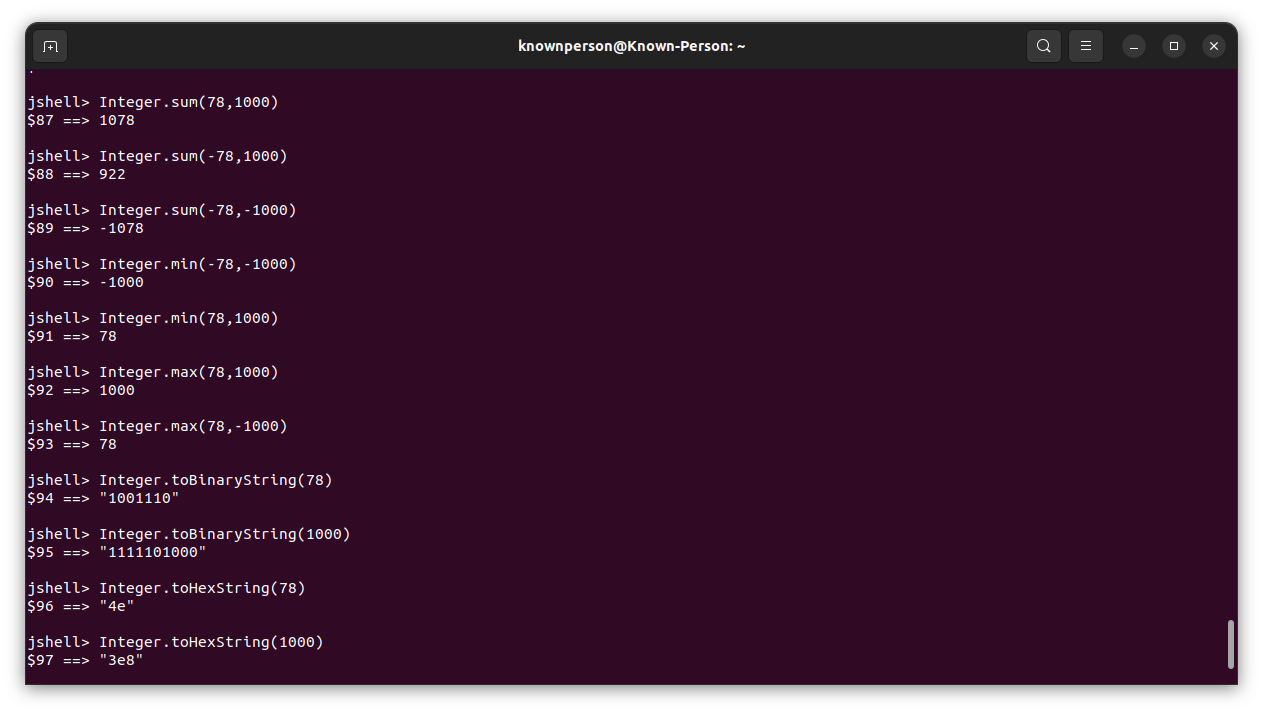 knownperson@Known-Person: ~
jshell> Integer.sum(78,1000)
$87 ==> 1078
jshell> Integer.sum(-78,1000)
$88 ==> 922
jshell> Integer.sum(-78,-1000)
$89 ==> -1078
jshell> Integer.min(-78,-1000)
$90 ==> -1000
jshell> Integer.min(78,1000)
$91 ==> 78
jshell> Integer.max(78,1000)
$92 ==> 1000
jshell> Integer.max(78,-1000)
$93 ==> 78
jshell> Integer.toBinaryString(78)
$94 ==> "1001110"
jshell> Integer.toBinaryString(1000)
$95 ==> "1111101000"
jshell> Integer.toHexString(78)
$96 ==> "4e"
jshell> Integer.toHexString(1000)
$97 ==> "3e8"